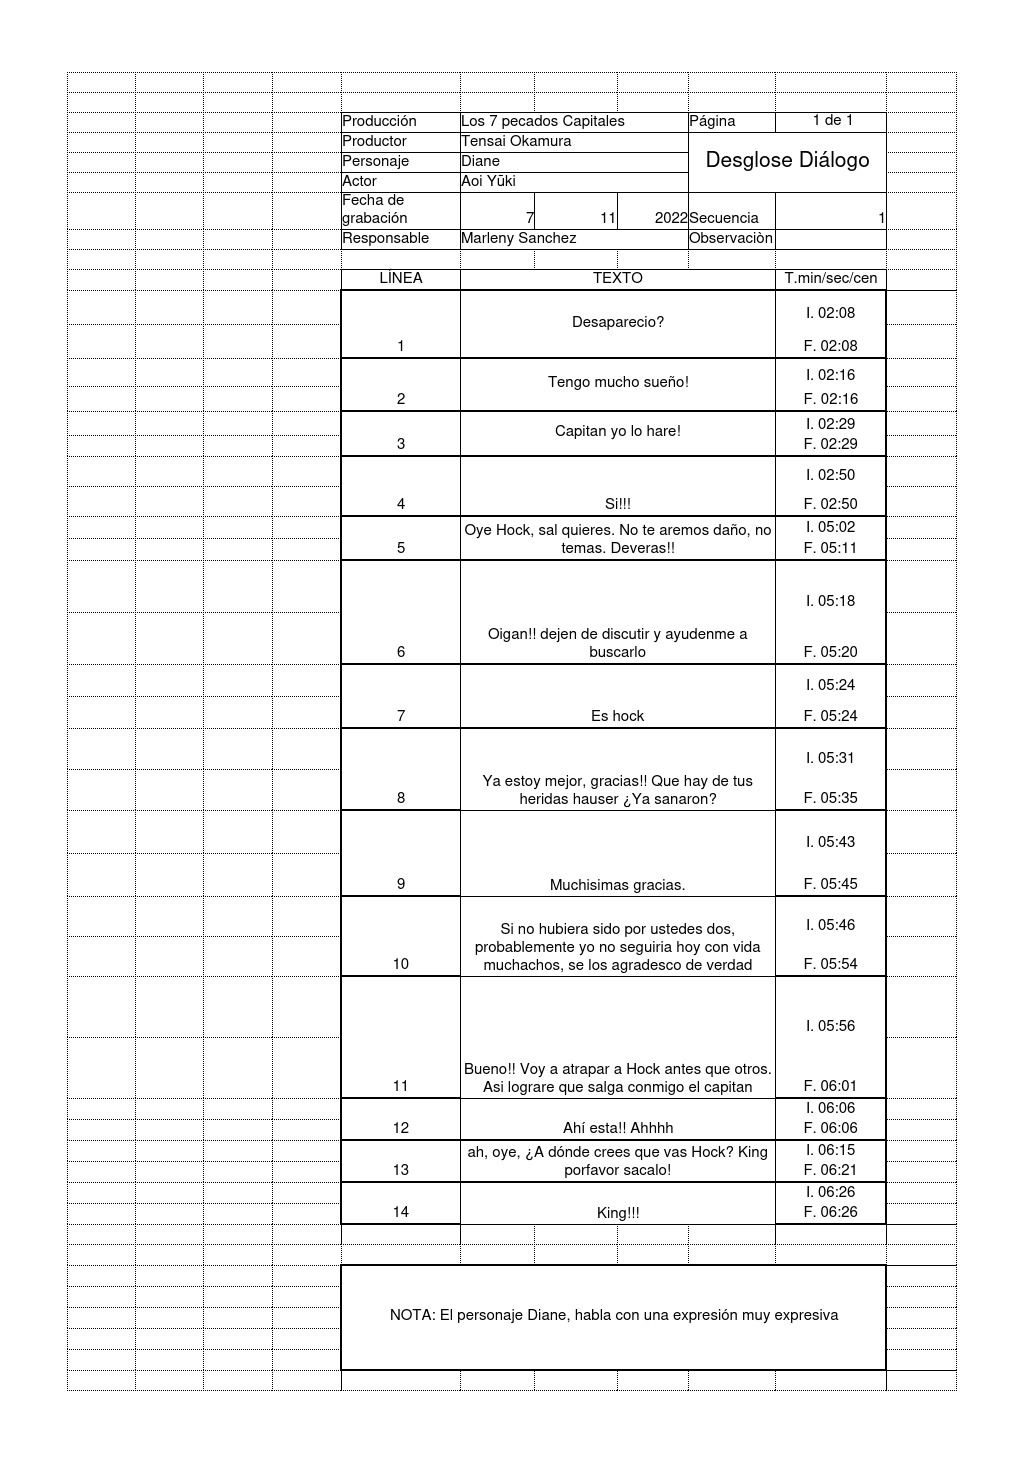 Producción Los 7 pecados Capitales Página 1 de 1
Productor Tensai Okamura
Desglose Diálogo
Personaje Diane
Actor Aoi Yūki
Fecha de
grabación 7 11 2022 Secuencia 1
Responsable Marleny Sanchez Observaciòn
LÍNEA TEXTO T.min/sec/cen
I. 02:08
Desaparecio?
1 F. 02:08
I. 02:16
Tengo mucho sueño!
2 F. 02:16
I. 02:29
Capitan yo lo hare!
3 F. 02:29
I. 02:50
4 Si!!! F. 02:50
Oye Hock, sal quieres. No te aremos daño, no I. 05:02
5 temas. Deveras!! F. 05:11
I. 05:18
Oigan!! dejen de discutir y ayudenme a
6 buscarlo F. 05:20
I. 05:24
7 Es hock F. 05:24
I. 05:31
Ya estoy mejor, gracias!! Que hay de tus
8 heridas hauser ¿Ya sanaron? F. 05:35
I. 05:43
9 Muchisimas gracias. F. 05:45
I. 05:46
Si no hubiera sido por ustedes dos,
probablemente yo no seguiria hoy con vida
10 muchachos, se los agradesco de verdad F. 05:54
I. 05:56
Bueno!! Voy a atrapar a Hock antes que otros.
11 Asi lograre que salga conmigo el capitan F. 06:01
I. 06:06
12 Ahí esta!! Ahhhh F. 06:06
ah, oye, ¿A dónde crees que vas Hock? King I. 06:15
13 porfavor sacalo! F. 06:21
I. 06:26
14 King!!! F. 06:26
NOTA: El personaje Diane, habla con una expresión muy expresiva